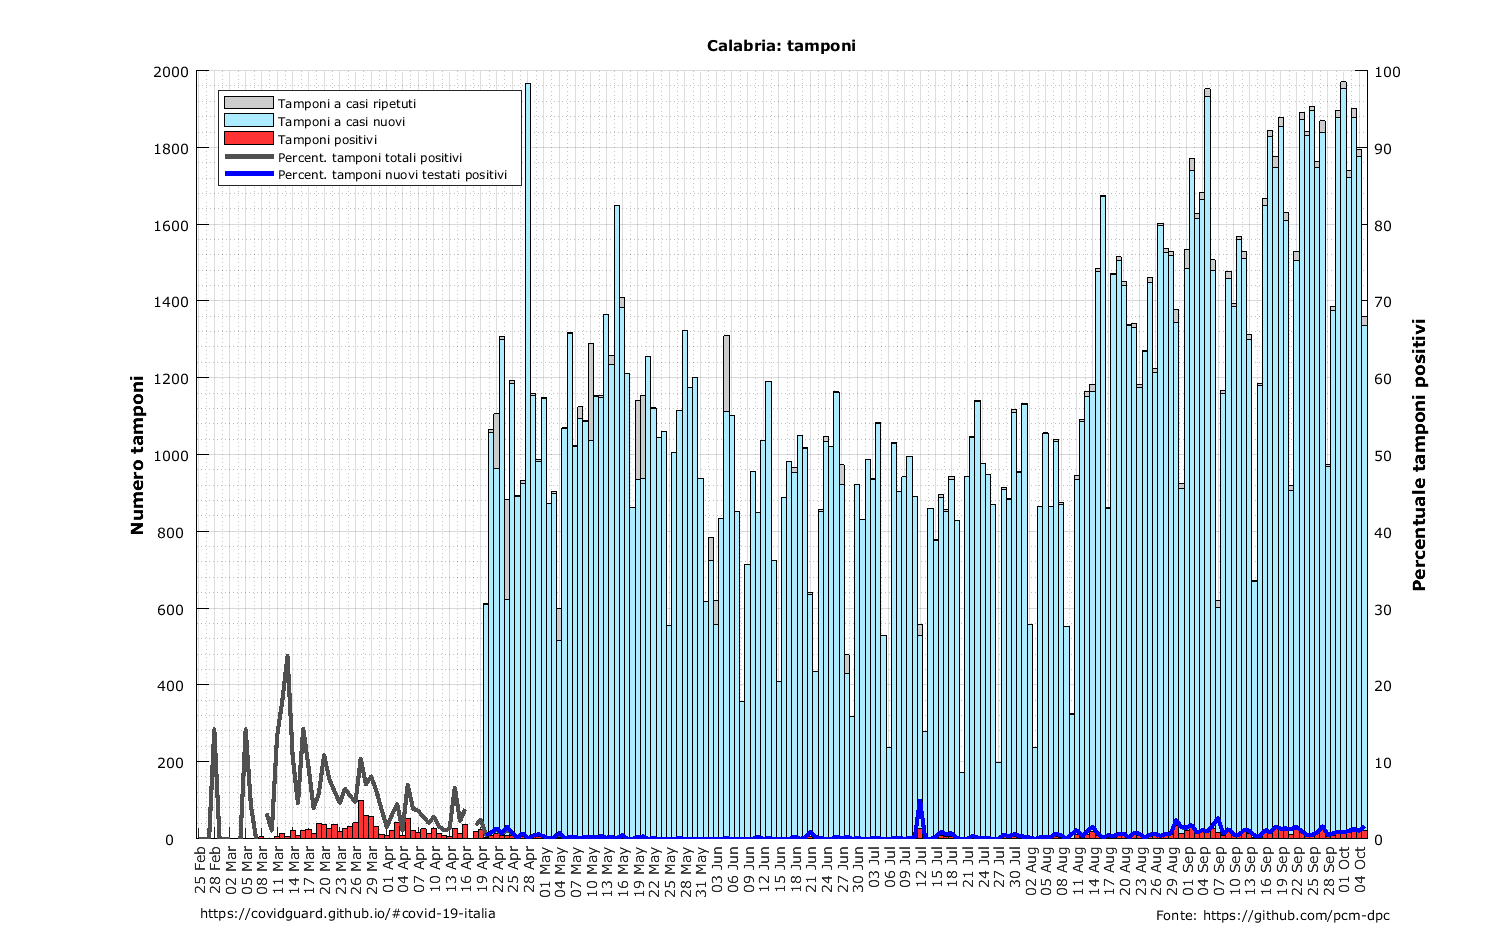 Calabria: tamponi
Tamponi a casi ripetuti
Tamponi a casi nuovi
Tamponi positivi
Percent. tamponi totali positivi
Percent. tamponi nuovi testati positivi
Numero tamponi
2000
1800
1600
1400
1200
1000
800
600
400
200
0
100
90
80
70
60
50
40
30
20
10
0
Percentuale tamponi positivi
25 Feb
28 Feb
02 Mar
05 Mar
08 Mar
11 Mar
14 Mar
17 Mar
20 Mar
23 Mar
26 Mar
29 Mar
01 Apr
04 Apr
07 Apr
10 Apr
13 Apr
16 Apr
19 Apr
22 Apr
25 Apr
28 Apr
01 May
04 May
07 May
10 May
13 May
16 May
19 May
22 May
25 May
28 May
31 May
03 Jun
06 Jun
09 Jun
12 Jun
15 Jun
18 Jun
21 Jun
24 Jun
27 Jun
30 Jun
03 Jul
06 Jul
09 Jul
12 Jul
15 Jul
18 Jul
21 Jul
24 Jul
27 Jul
30 Jul
02 Aug
05 Aug
08 Aug
11 Aug
14 Aug
17 Aug
20 Aug
23 Aug
26 Aug
29 Aug
01 Sep
04 Sep
07 Sep
10 Sep
13 Sep
16 Sep
19 Sep
22 Sep
25 Sep
28 Sep
01 Oct
04 Oct
https://covidguard.github.io/#covid-19-italia
Fonte: https://github.com/pcm-dpc